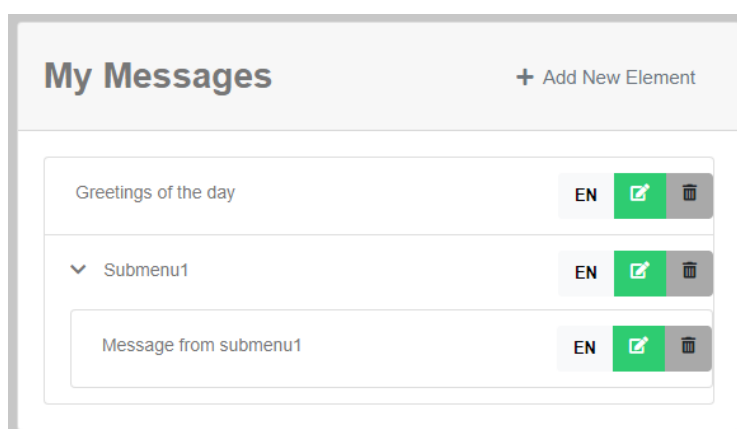 My Messages
+ Add New Element
Greetings of the day
EN
Submenu1
EN
Message from submenu1
EN